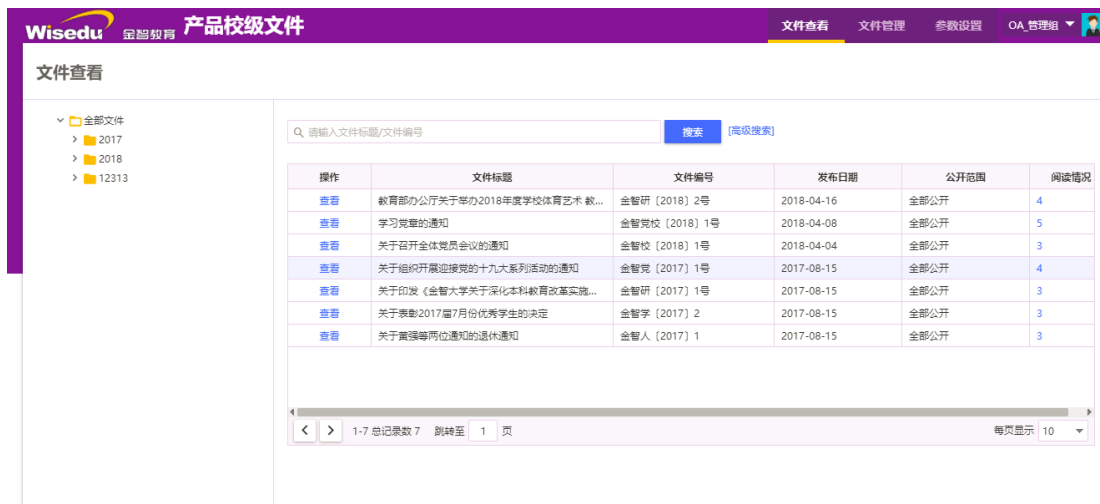 Wisedu 金智教育 产品校级文件 文件查看 文件管理 参数设置 OA_管理组
文件查看
全部文件
2017
2018
12313
请输入文件标题/文件编号 搜索 [高级搜索]
操作 文件标题 文件编号 发布日期 公开范围 阅读情况
查看 教育部办公厅关于举办2018年度学校体育艺术 教... 金智研〔2018〕2号 2018-04-16 全部公开 4
查看 学习党章的通知 金智党校〔2018〕1号 2018-04-08 全部公开 5
查看 关于召开全体党员会议的通知 金智校〔2018〕1号 2018-04-04 全部公开 3
查看 关于组织开展迎接党的十九大系列活动的通知 金智党〔2017〕1号 2017-08-15 全部公开 4
查看 关于印发《金智大学关于深化本科教育改革实施... 金智研〔2017〕1号 2017-08-15 全部公开 3
查看 关于表彰2017届7月份优秀学生的决定 金智学〔2017〕2 2017-08-15 全部公开 3
查看 关于董强等两位通知的退休通知 金智人〔2017〕1 2017-08-15 全部公开 3
1-7 总记录数 7 跳转至 1 页 每页显示 10